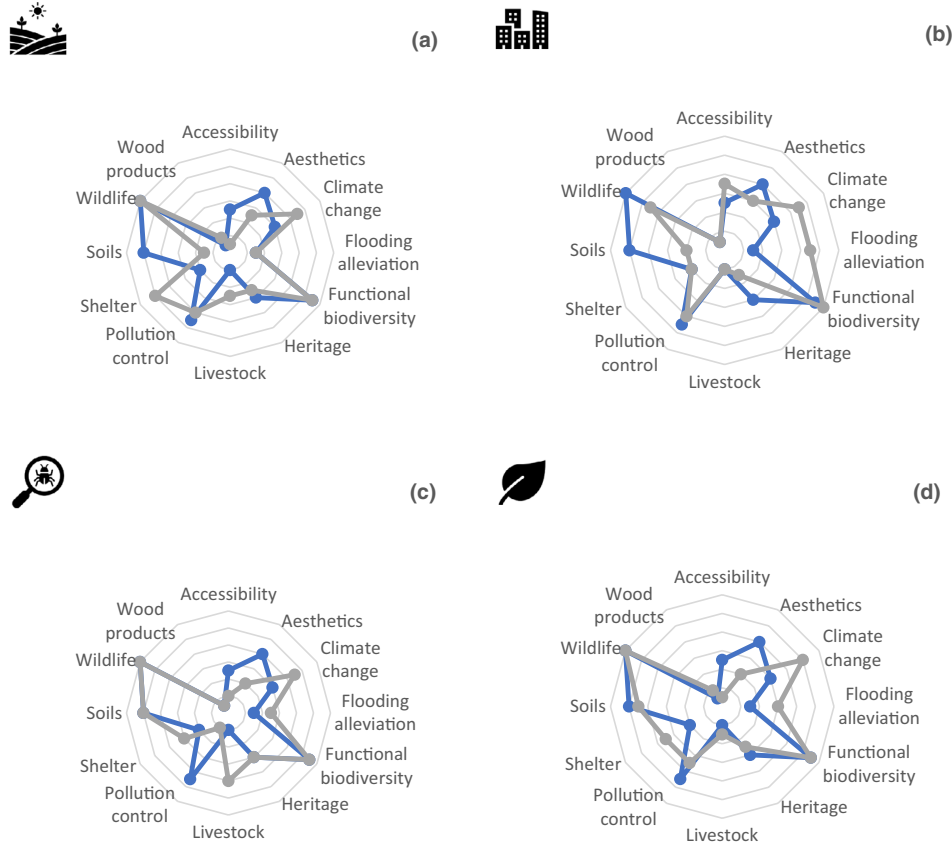 (a)
Accessibility
Aesthetics
Climate
change
Flooding
alleviation
Functional
biodiversity
Heritage
Livestock
Pollution
control
Shelter
Soils
Wildlife
Wood
products
(b)
Accessibility
Aesthetics
Climate
change
Flooding
alleviation
Functional
biodiversity
Heritage
Livestock
Pollution
control
Shelter
Soils
Wildlife
Wood
products
(c)
Accessibility
Aesthetics
Climate
change
Flooding
alleviation
Functional
biodiversity
Heritage
Livestock
Pollution
control
Shelter
Soils
Wildlife
Wood
products
(d)
Accessibility
Aesthetics
Climate
change
Flooding
alleviation
Functional
biodiversity
Heritage
Livestock
Pollution
control
Shelter
Soils
Wildlife
Wood
products